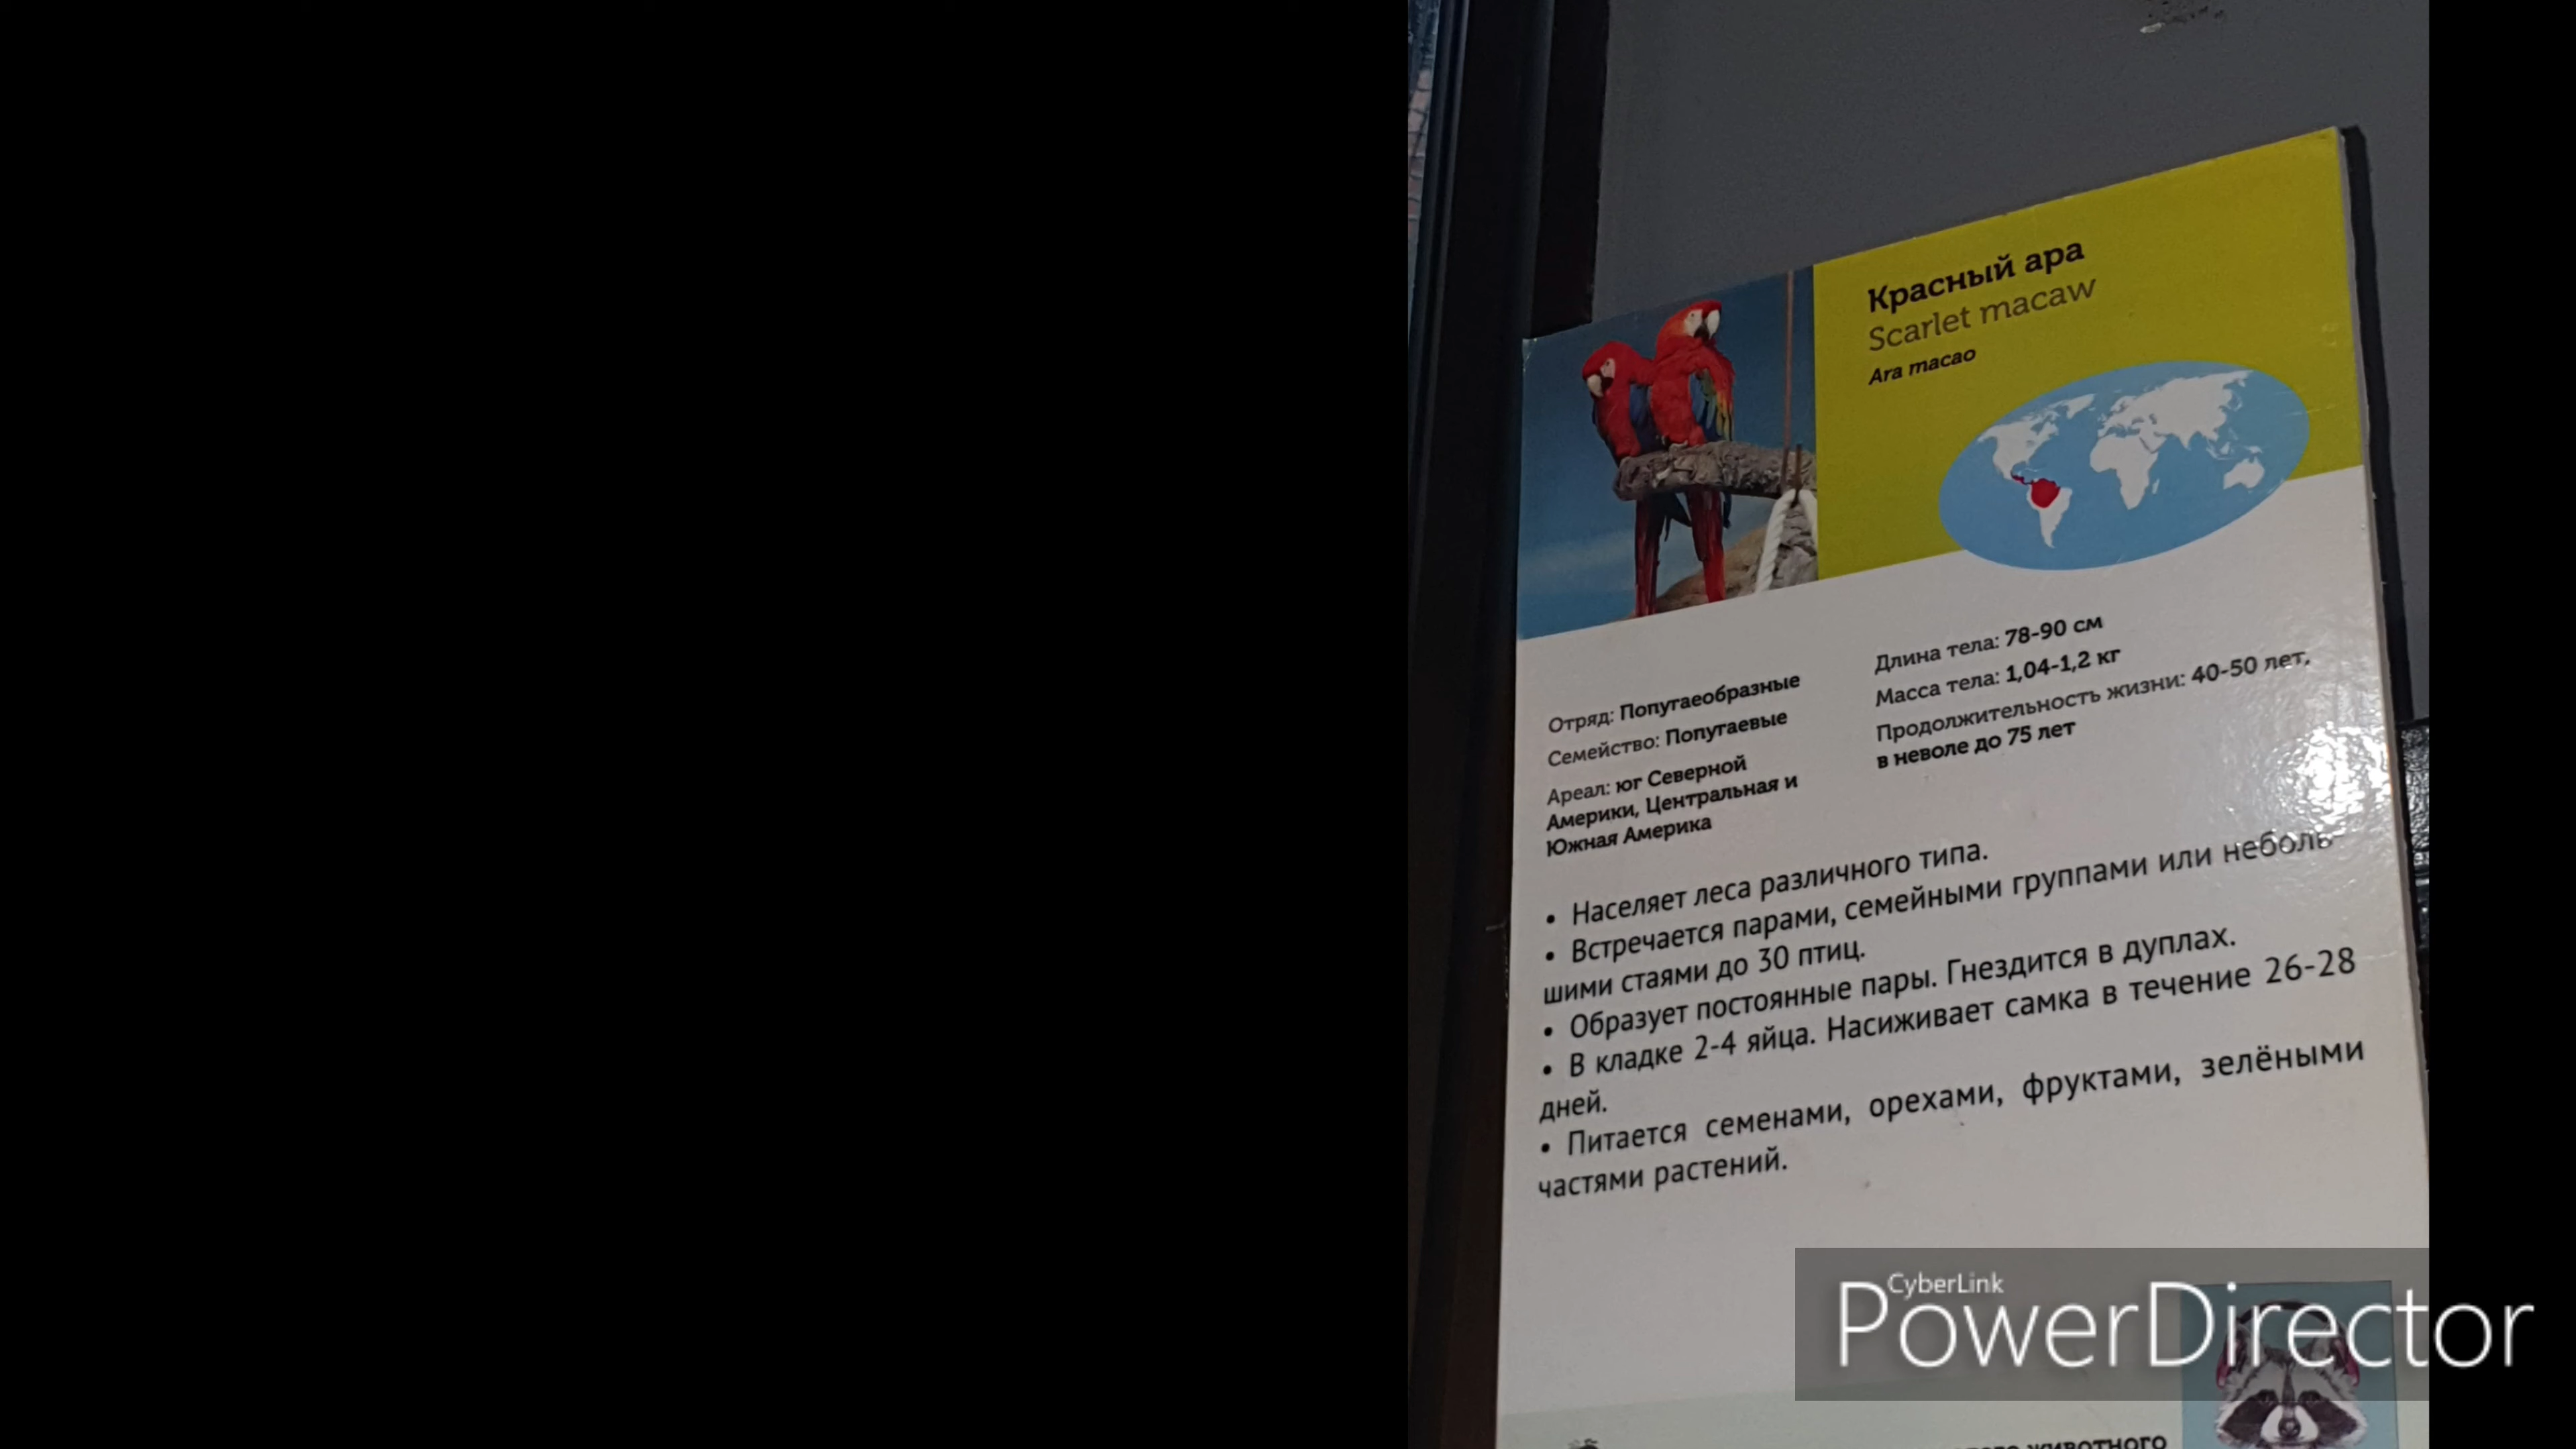 Красный ара
Scarlet macaw
Ara macao
Отряд: Попугаеобразные
Семейство: Попугаевые
Ареал: юг Северной
Америки, Центральная и
Южная Америка
Длина тела: 78-90 см
Масса тела: 1,04-1,2 кг
Продолжительность жизни: 40-50 лет,
в неволе до 75 лет
• Населяет леса различного типа.
• Встречается парами, семейными группами или неболь-
шими стаями до 30 птиц.
• Образует постоянные пары. Гнездится в дуплах.
• В кладке 2-4 яйца. Насиживает самка в течение 26-28
дней.
• Питается семенами, орехами, фруктами, зелёными
частями растений.
CyberLink
PowerDirector
животного